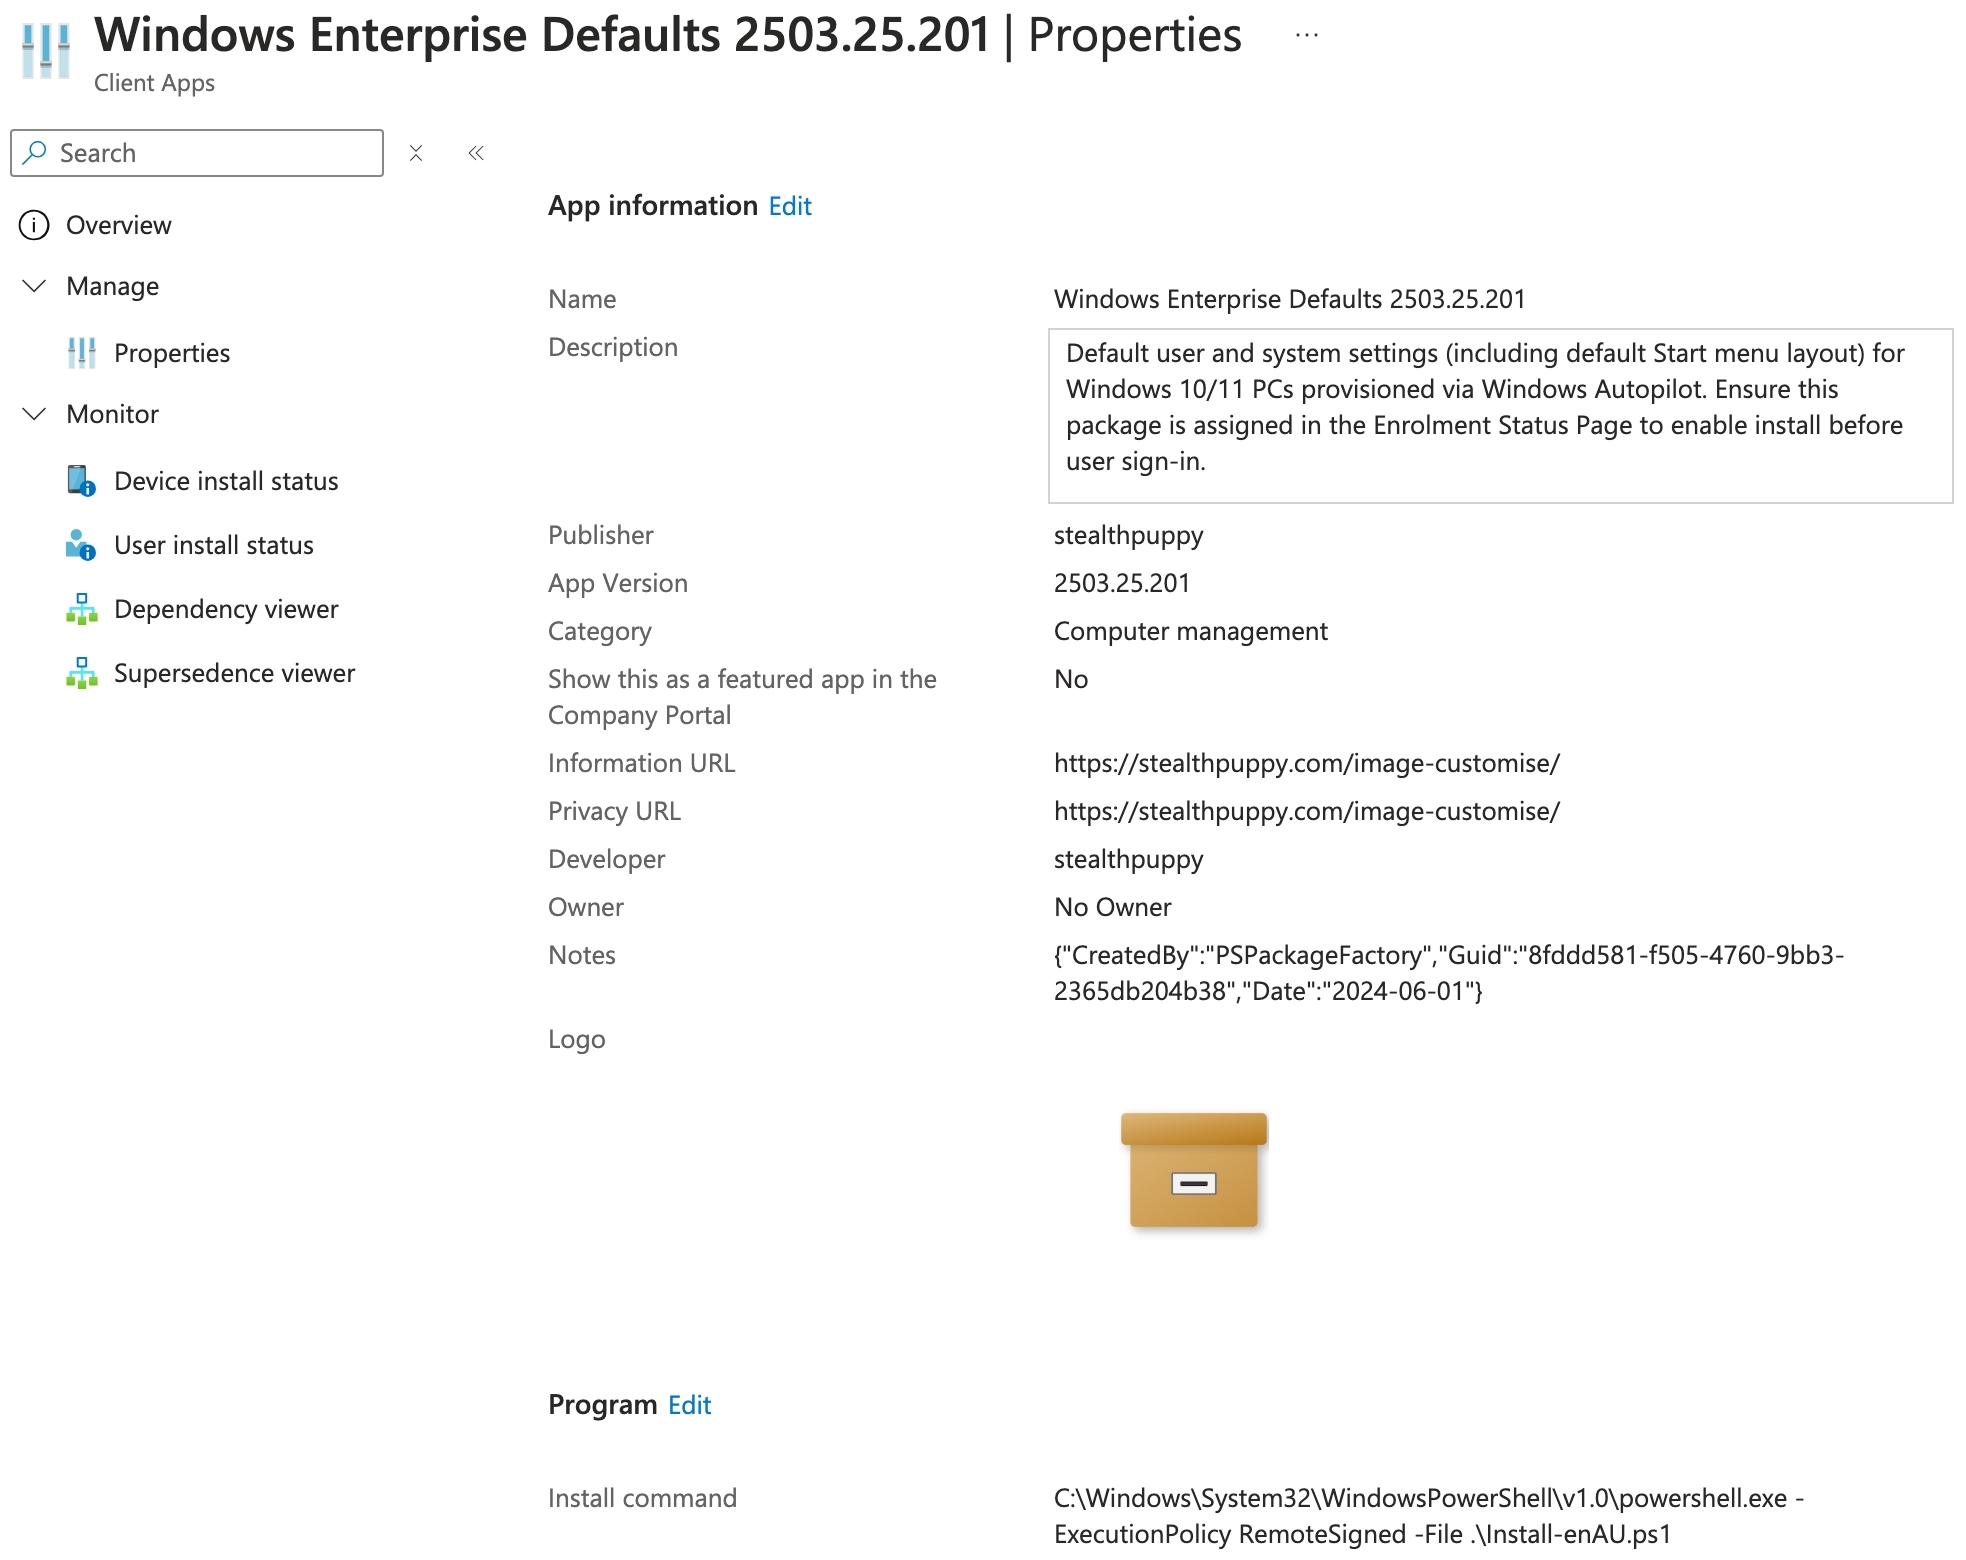 Windows Enterprise Defaults 2503.25.201 | Properties ...
Client Apps
Search
Overview
Manage
Properties
Monitor
Device install status
User install status
Dependency viewer
Supersedence viewer
App information Edit
Name Windows Enterprise Defaults 2503.25.201
Description
Default user and system settings (including default Start menu layout) for
Windows 10/11 PCs provisioned via Windows Autopilot. Ensure this
package is assigned in the Enrolment Status Page to enable install before
user sign-in.
Publisher stealthpuppy
App Version 2503.25.201
Category Computer management
Show this as a featured app in the No
Company Portal
Information URL https://stealthpuppy.com/image-customise/
Privacy URL https://stealthpuppy.com/image-customise/
Developer stealthpuppy
Owner No Owner
Notes {"CreatedBy":"PSPackageFactory","Guid":"8fddd581-f505-4760-9bb3-
2365db204b38","Date":"2024-06-01"}
Logo
Program Edit
Install command C:\Windows\System32\WindowsPowerShell\v1.0\powershell.exe -
ExecutionPolicy RemoteSigned -File .\Install-enAU.ps1